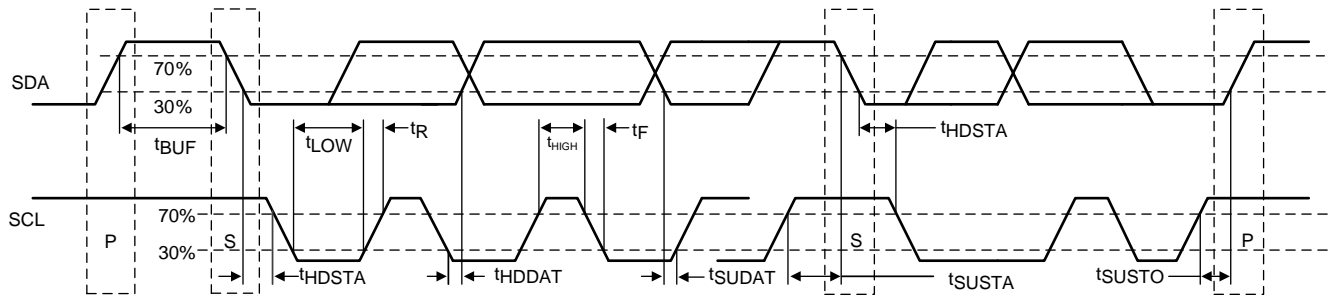 SDA
70%
30%
tBUF
tLOW
tR
tHIGH
tF
tHDSTA
SCL
70%
30%
P
S
S
P
tHDSTA
tHDDAT
tSUDAT
tSUSTA
tSUSTO